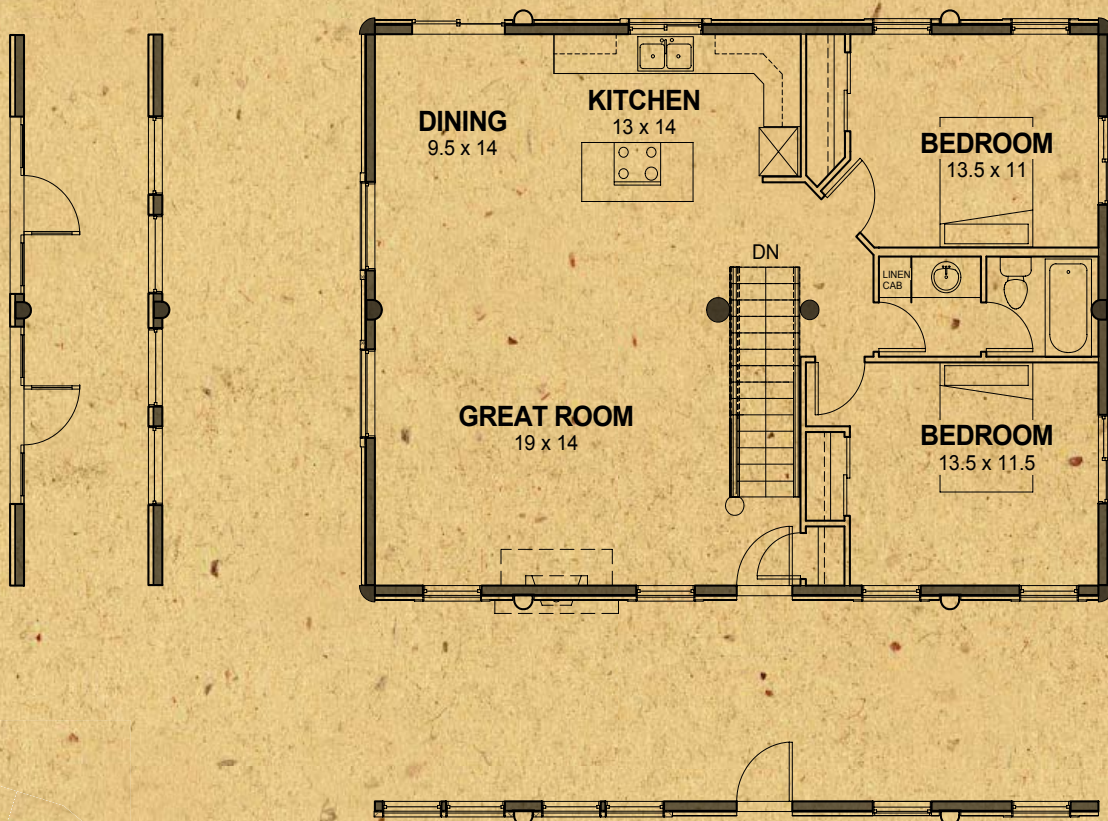 KITCHEN
13 x 14
DINING
9.5 x 14
BEDROOM
13.5 x 11
DN
LINEN
CAB
GREAT ROOM
19 x 14
BEDROOM
13.5 x 11.5